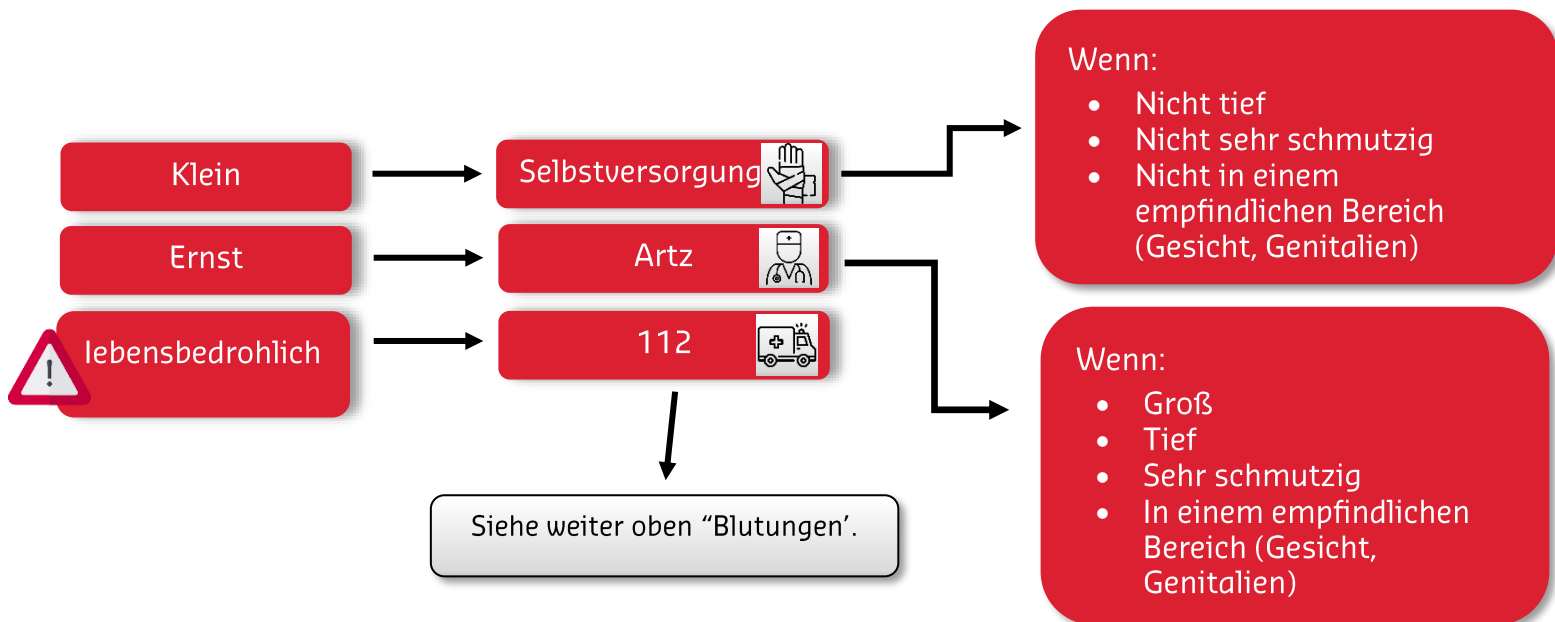 Klein
Selbstversorgung
Wenn:
• Nicht tief
• Nicht sehr schmutzig
• Nicht in einem
empfindlichen Bereich
(Gesicht, Genitalien)
Ernst
Artz
Wenn:
• Groß
• Tief
• Sehr schmutzig
• In einem empfindlichen
Bereich (Gesicht,
Genitalien)
!
lebensbedrohlich
112
Siehe weiter oben “Blutungen’.